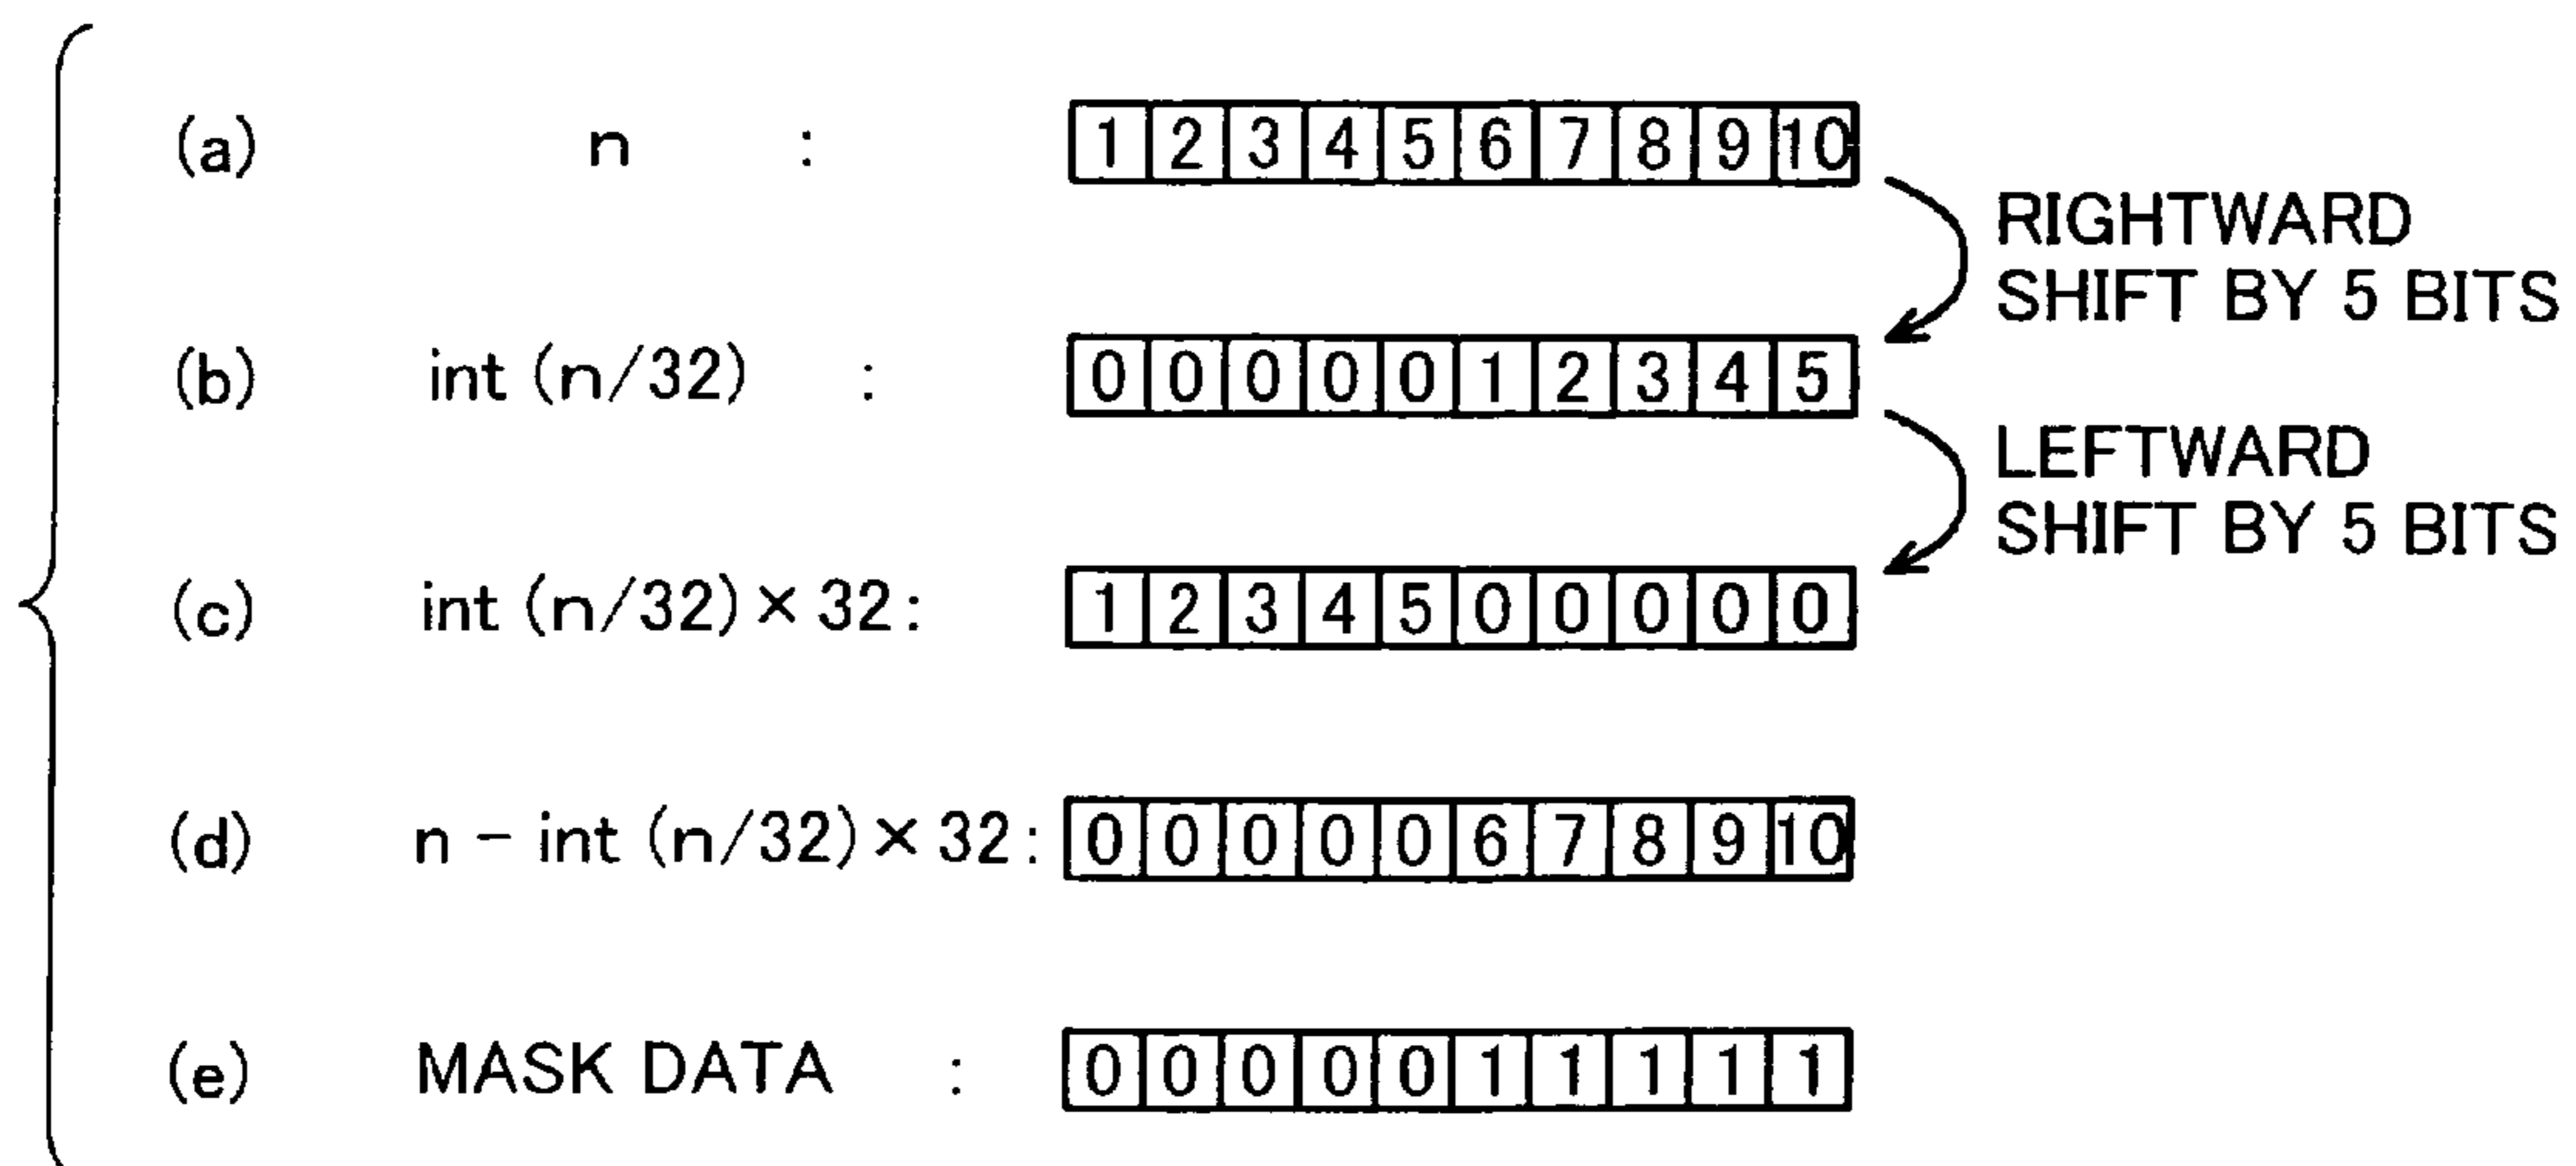 (a) n : 1 2 3 4 5 6 7 8 9 10
RIGHTWARD
SHIFT BY 5 BITS
(b) int (n/32) : 0 0 0 0 0 1 2 3 4 5
LEFTWARD
SHIFT BY 5 BITS
(c) int (n/32) × 32 : 1 2 3 4 5 0 0 0 0 0
(d) n - int (n/32) × 32 : 0 0 0 0 0 6 7 8 9 10
(e) MASK DATA : 0 0 0 0 0 1 1 1 1 1